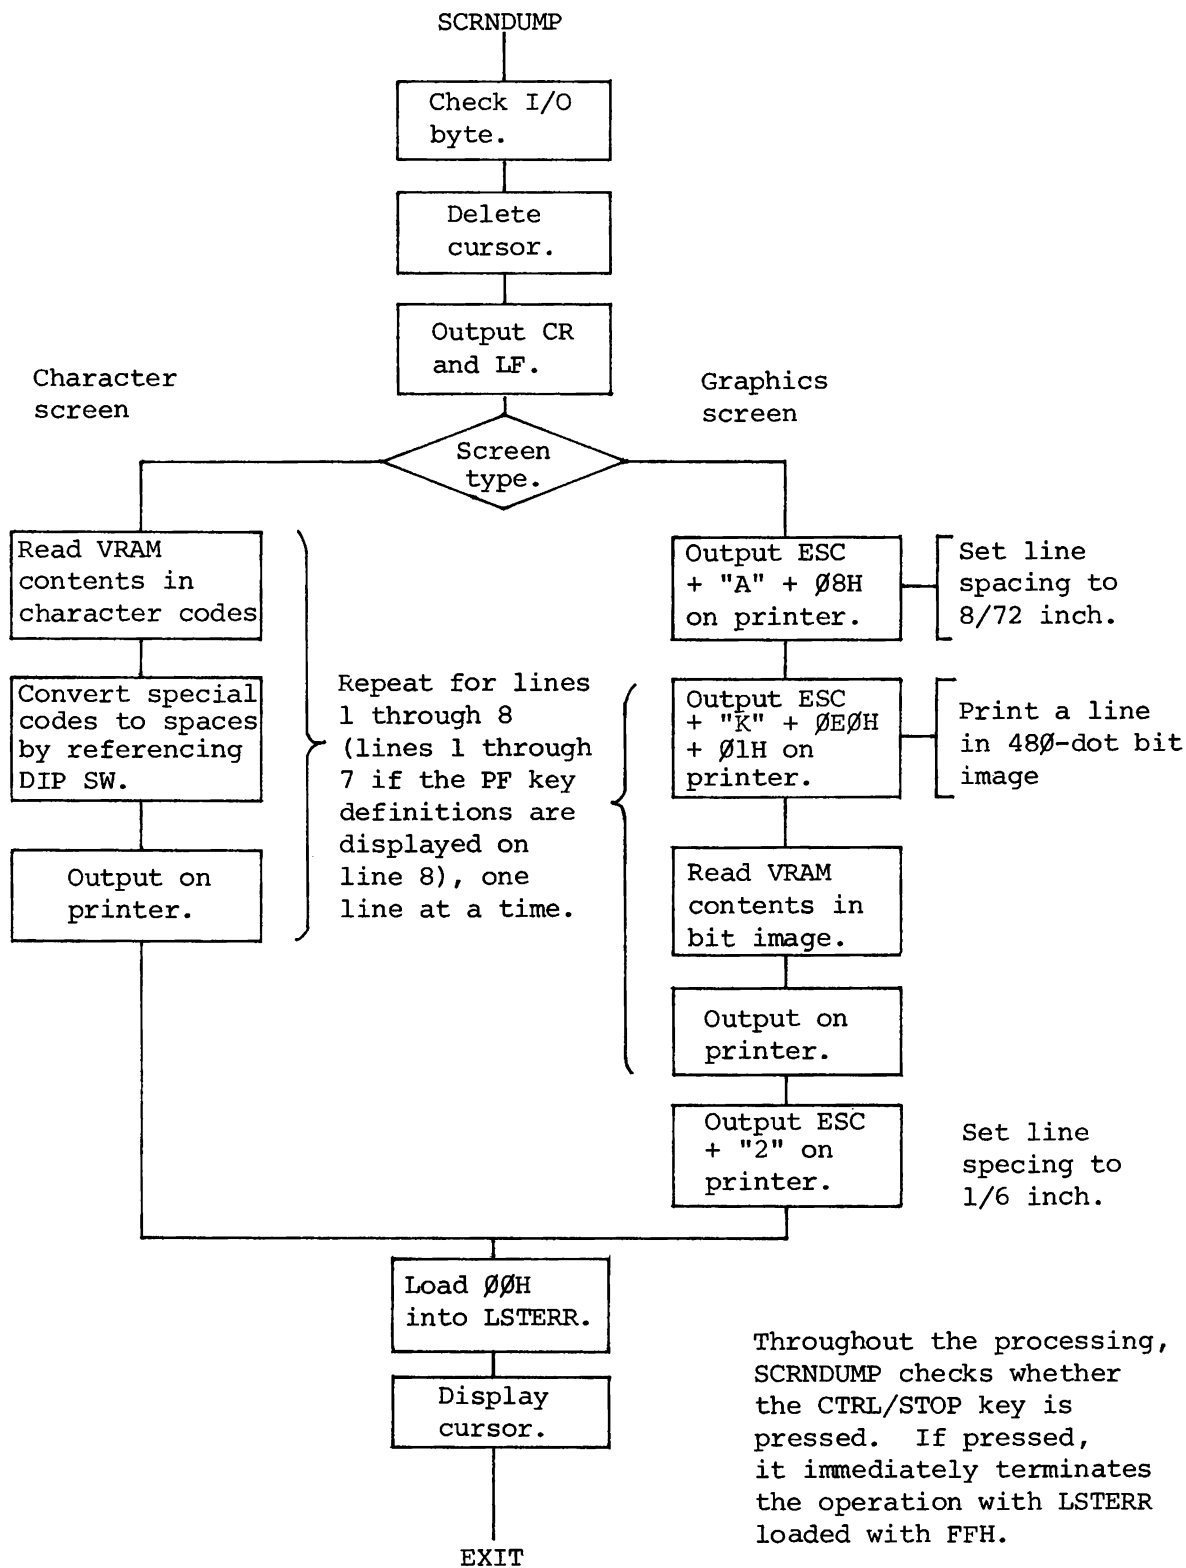 SCRNDUMP
Check I/O
byte.
Delete
cursor.
Output CR
and LF.
Character
screen
Graphics
screen
Screen
type.
Read VRAM
contents in
character codes
Convert special
codes to spaces
by referencing
DIP SW.
Output on
printer.
Repeat for lines
1 through 8
(lines 1 through
7 if the PF key
definitions are
displayed on
line 8), one
line at a time.
Output ESC
+ "A" + Ø8H
on printer.
Set line
spacing to
8/72 inch.
Output ESC
+ "K" + ØEØH
+ Ø1H on
printer.
Print a line
in 48Ø-dot bit
image
Read VRAM
contents in
bit image.
Output on
printer.
Output ESC
+ "2" on
printer.
Set line
specing to
1/6 inch.
Load ØØH
into LSTERR.
Display
cursor.
EXIT
Throughout the processing,
SCRNDUMP checks whether
the CTRL/STOP key is
pressed. If pressed,
it immediately terminates
the operation with LSTERR
loaded with FFH.